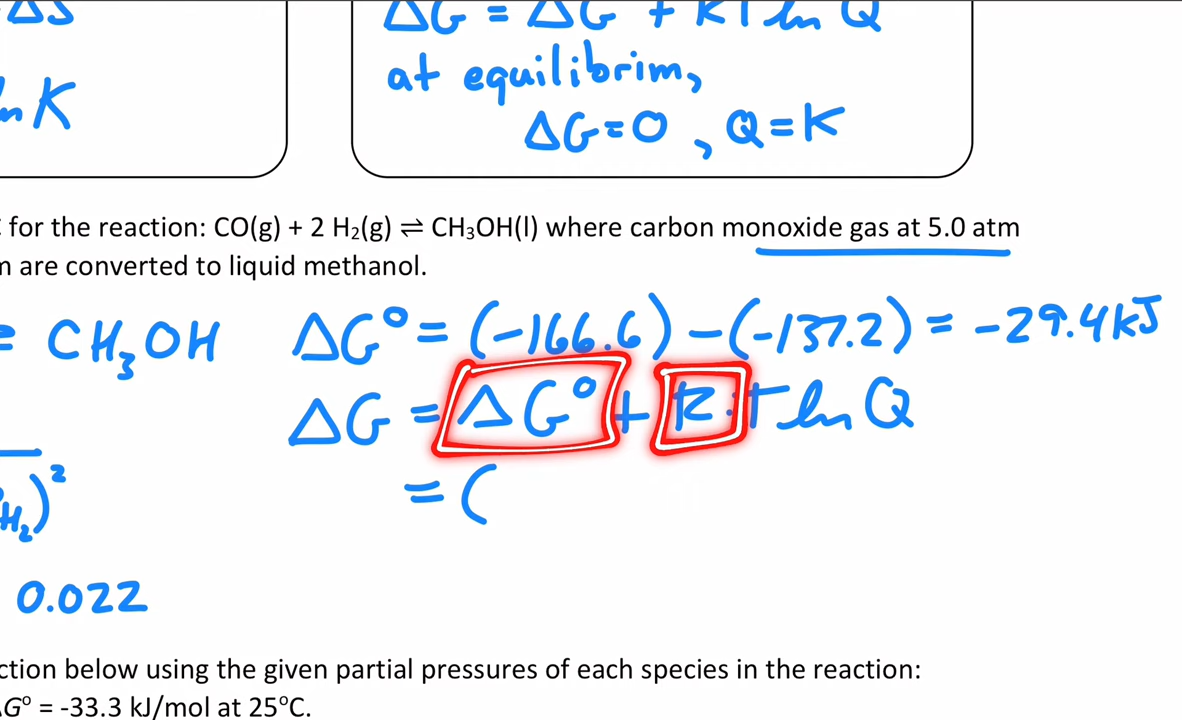 ΔS
ΔG = ΔG + RT ln Q
at equilibrim,
K
ΔG=0 , Q=K
for the reaction: CO(g) + 2 H₂(g) ⇌ CH₃OH(l) where carbon monoxide gas at 5.0 atm
are converted to liquid methanol.
= CH₃OH ΔG° = (-166.6) - (-137.2) = -29.4kJ
ΔG = ΔG° + R·T ln Q
H₂)² = (
0.022
ction below using the given partial pressures of each species in the reaction:
G° = -33.3 kJ/mol at 25°C.